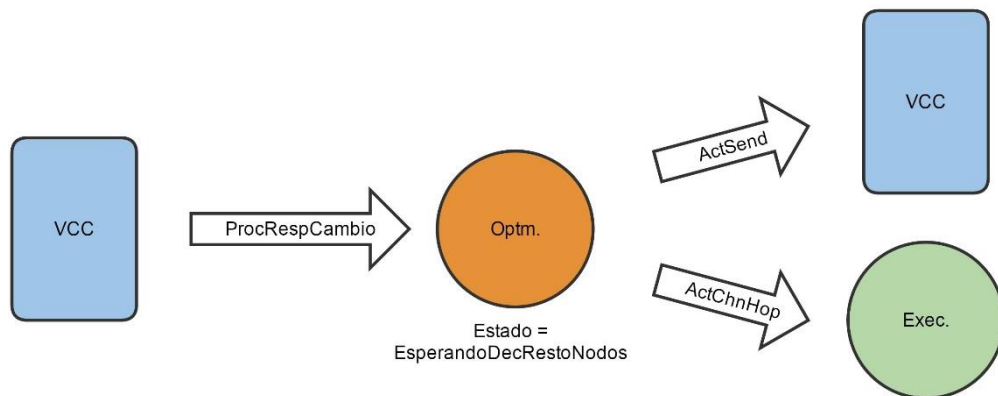 VCC
ProcRespCambio
Optm.
Estado =
EsperandoDecRestoNodos
ActSend
VCC
ActChnHop
Exec.